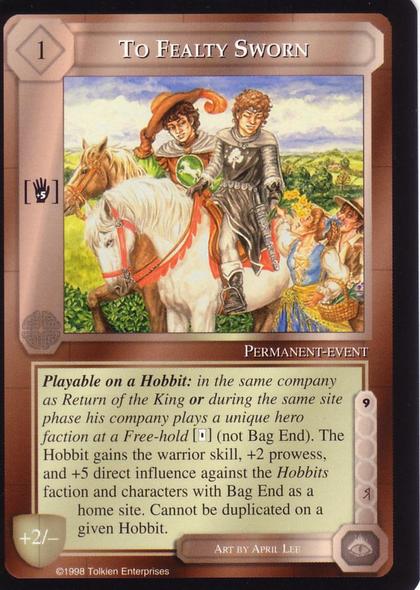 1
TO FEALTY SWORN
PERMANENT-EVENT
Playable on a Hobbit: in the same company
as Return of the King or during the same site
phase his company plays a unique hero
faction at a Free-hold [ ] (not Bag End). The
Hobbit gains the warrior skill, +2 prowess,
and +5 direct influence against the Hobbits
faction and characters with Bag End as a
home site. Cannot be duplicated on a
given Hobbit.
9
+2/–
ART BY APRIL LEE
©1998 Tolkien Enterprises